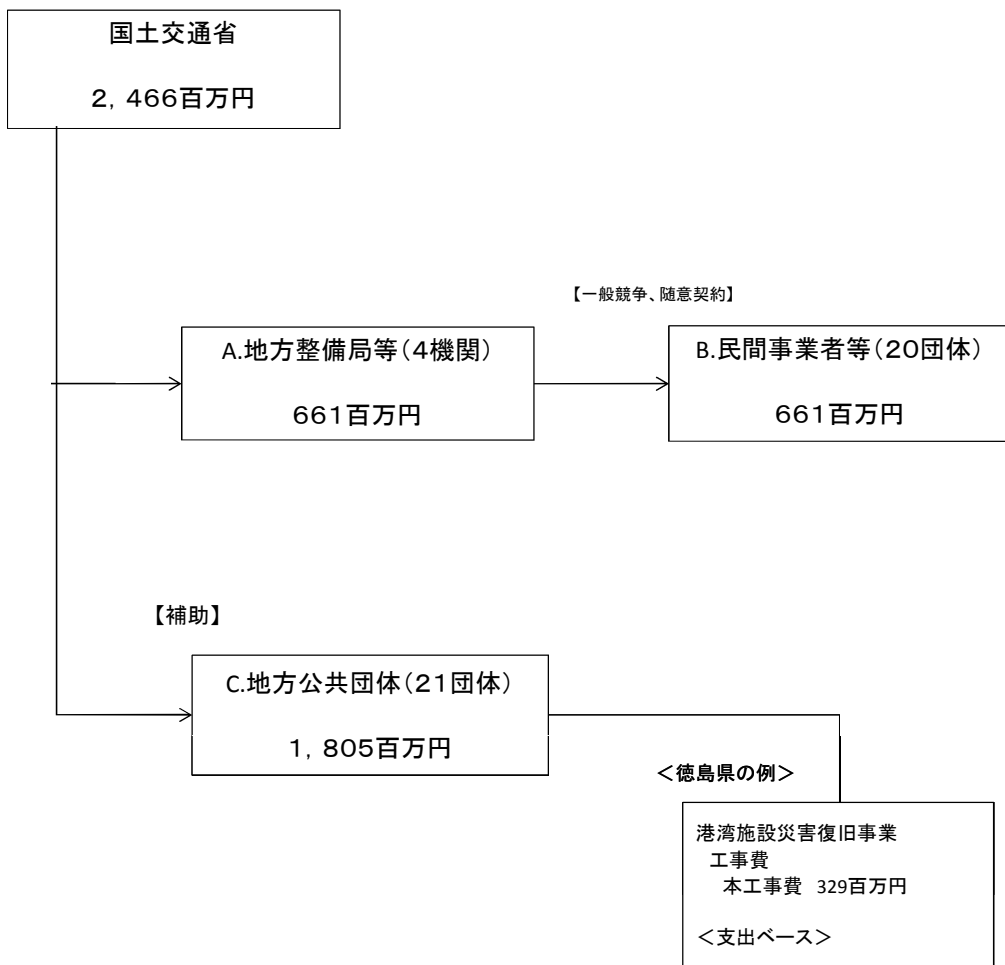 国土交通省
２，４６６百万円
【一般競争、随意契約】
A.地方整備局等（４機関）
６６１百万円
B.民間事業者等（２０団体）
６６１百万円
【補助】
C.地方公共団体（２１団体）
１，８０５百万円
＜徳島県の例＞
港湾施設災害復旧事業
工事費
本工事費 329百万円
＜支出ベース＞